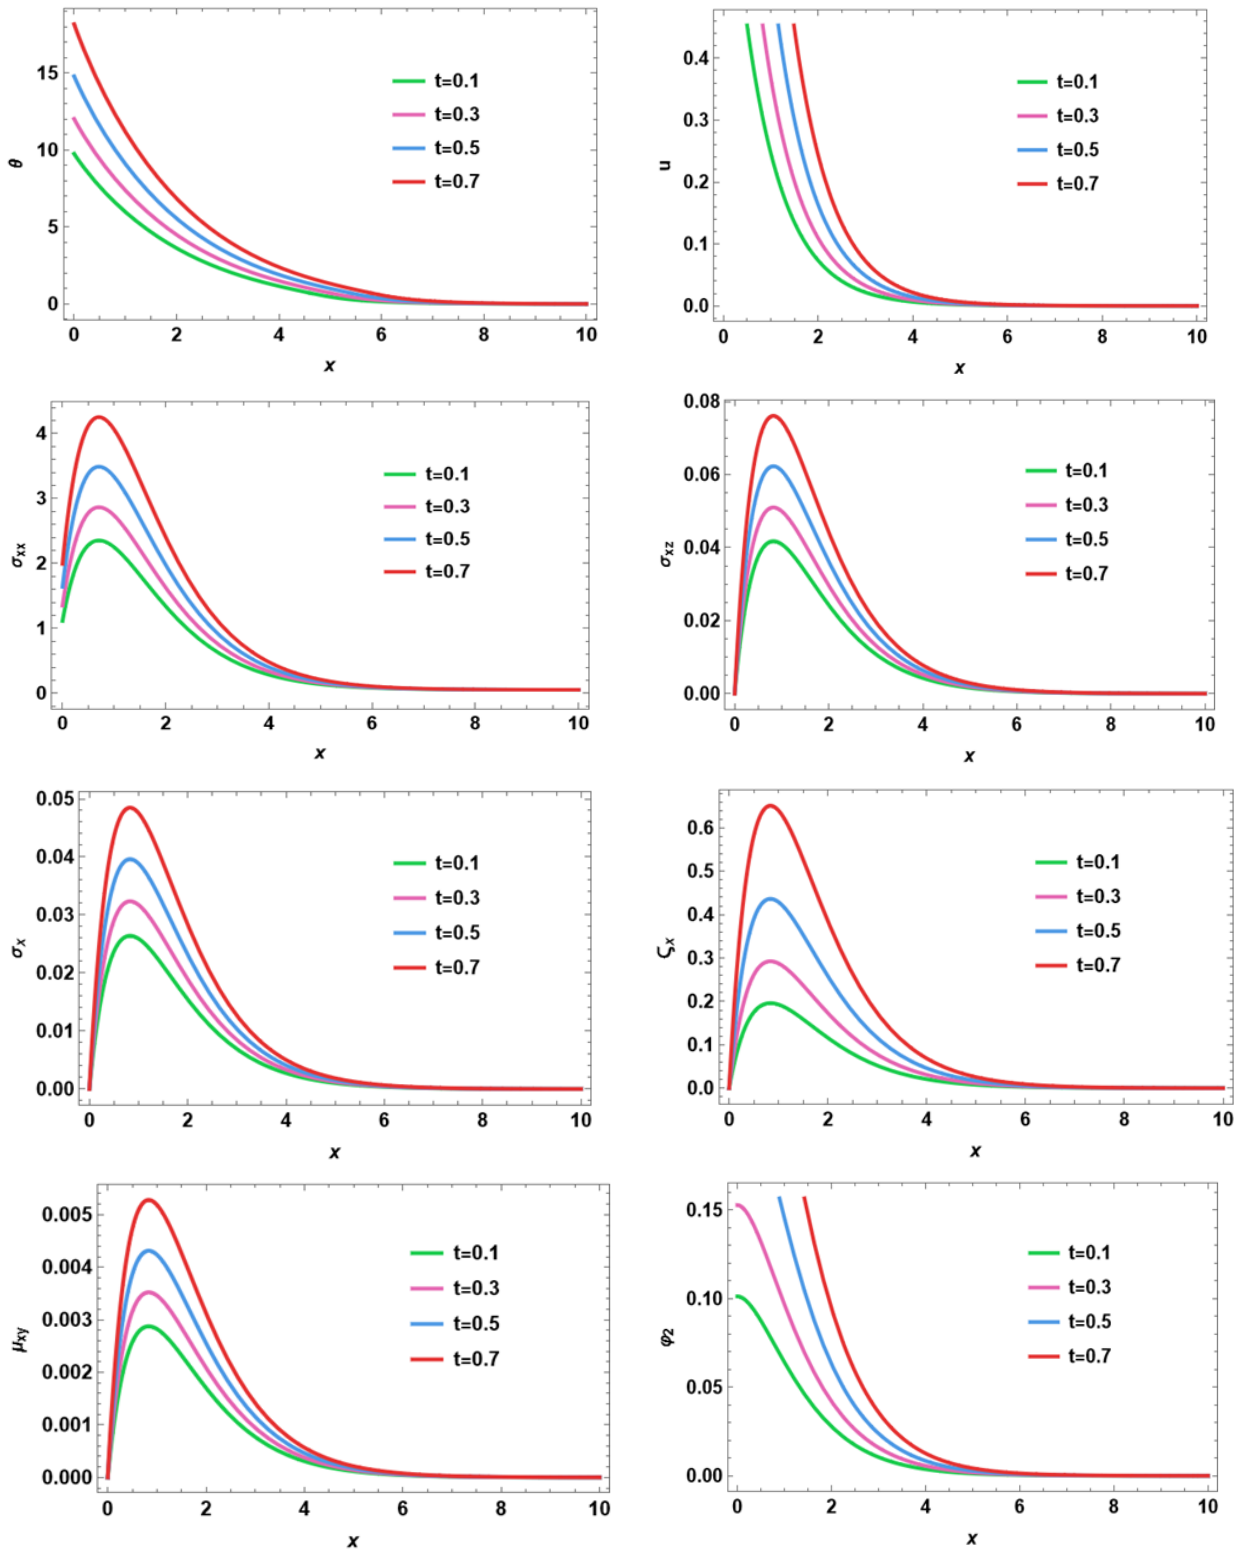 15
10
5
0
θ
t=0.1
t=0.3
t=0.5
t=0.7
0 2 4 6 8 10
x
0.4
0.3
0.2
0.1
0.0
u
t=0.1
t=0.3
t=0.5
t=0.7
0 2 4 6 8 10
x
4
3
2
1
0
σxx
t=0.1
t=0.3
t=0.5
t=0.7
0 2 4 6 8 10
x
0.08
0.06
0.04
0.02
0.00
σxz
t=0.1
t=0.3
t=0.5
t=0.7
0 2 4 6 8 10
x
0.05
0.04
0.03
0.02
0.01
0.00
σx
t=0.1
t=0.3
t=0.5
t=0.7
0 2 4 6 8 10
x
0.6
0.5
0.4
0.3
0.2
0.1
0.0
ςx
t=0.1
t=0.3
t=0.5
t=0.7
0 2 4 6 8 10
x
0.005
0.004
0.003
0.002
0.001
0.000
μxy
t=0.1
t=0.3
t=0.5
t=0.7
0 2 4 6 8 10
x
0.15
0.10
0.05
0.00
φ2
t=0.1
t=0.3
t=0.5
t=0.7
0 2 4 6 8 10
x